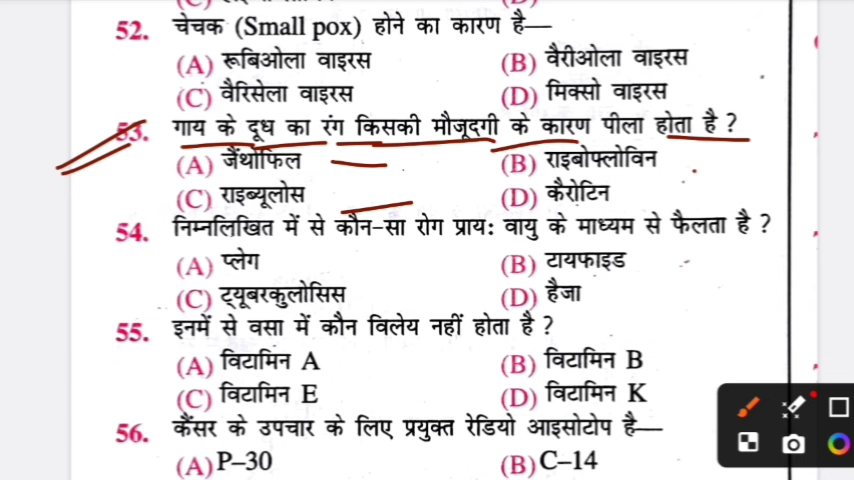 52. चेचक (Small pox) होने का कारण है—
(A) रूबिओला वाइरस (B) वैरीओला वाइरस
(C) वैरिसेला वाइरस (D) मिक्सो वाइरस
53. गाय के दूध का रंग किसकी मौजूदगी के कारण पीला होता है ?
(A) जैंथोफिल (B) राइबोफ्लोविन
(C) राइब्यूलोस (D) कैरोटिन
54. निम्नलिखित में से कौन-सा रोग प्राय: वायु के माध्यम से फैलता है ?
(A) प्लेग (B) टायफाइड
(C) ट्यूबरकुलोसिस (D) हैजा
55. इनमें से वसा में कौन विलेय नहीं होता है ?
(A) विटामिन A (B) विटामिन B
(C) विटामिन E (D) विटामिन K
56. कैंसर के उपचार के लिए प्रयुक्त रेडियो आइसोटोप है—
(A) P–30 (B) C–14